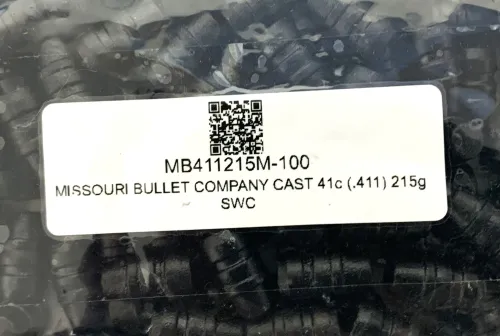 MB411215M-100
MISSOURI BULLET COMPANY CAST 41c (.411) 215g
SWC